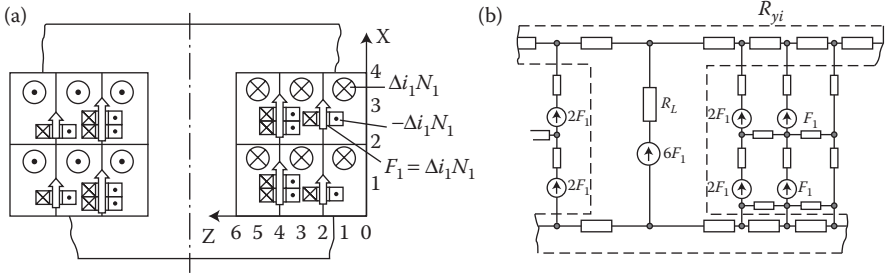 (a)
X
4
3
2
1
Δi₁N₁
−Δi₁N₁
F₁ = Δi₁N₁
Z 6 5 4 3 2 1 0
(b)
R_yi
2F₁
R_L
6F₁
2F₁
2F₁
F₁
2F₁
F₁